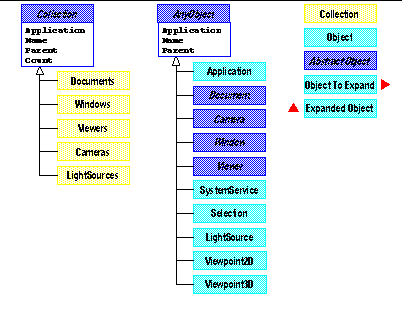 Collection
Application
Name
Parent
Count
Documents
Windows
Viewers
Cameras
LightSources
AnyObject
Application
Name
Parent
Application
Document
Camera
Window
Viewer
SystemService
Selection
LightSource
Viewpoint2D
Viewpoint3D
Collection
Object
Abstract Object
Object To Expand
Expanded Object